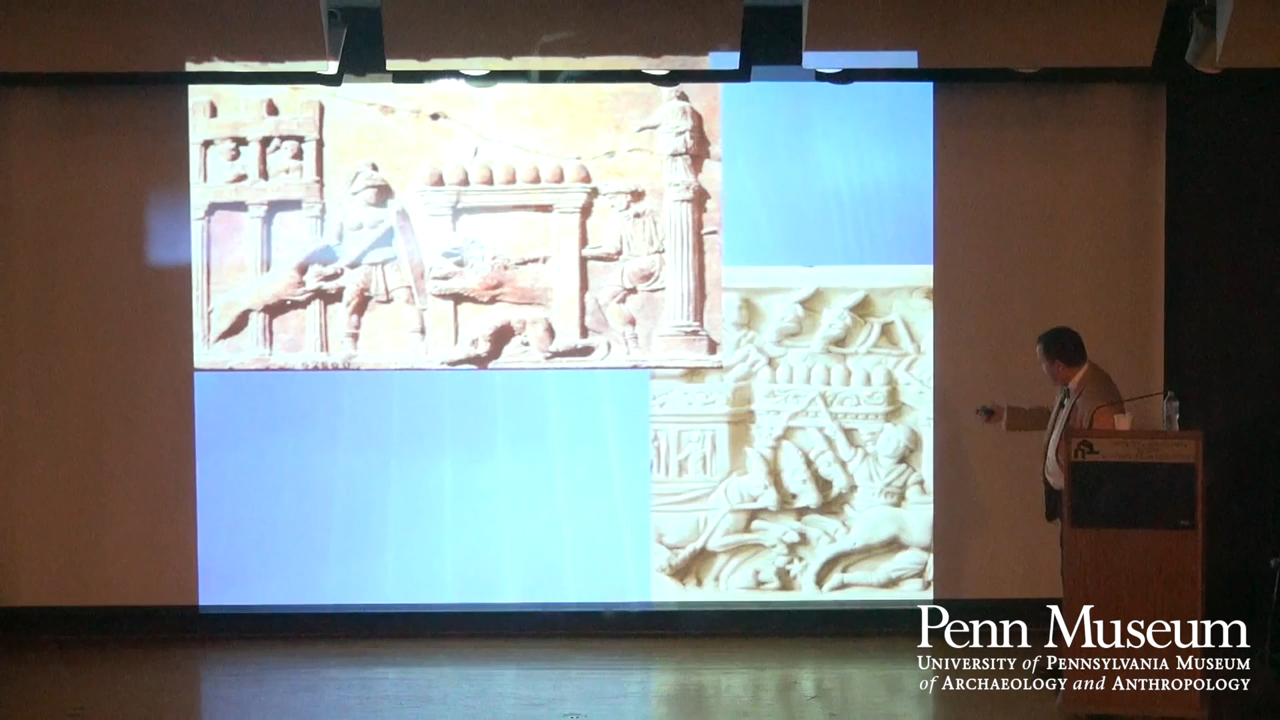 Penn Museum
UNIVERSITY of PENNSYLVANIA MUSEUM
of ARCHAEOLOGY and ANTHROPOLOGY